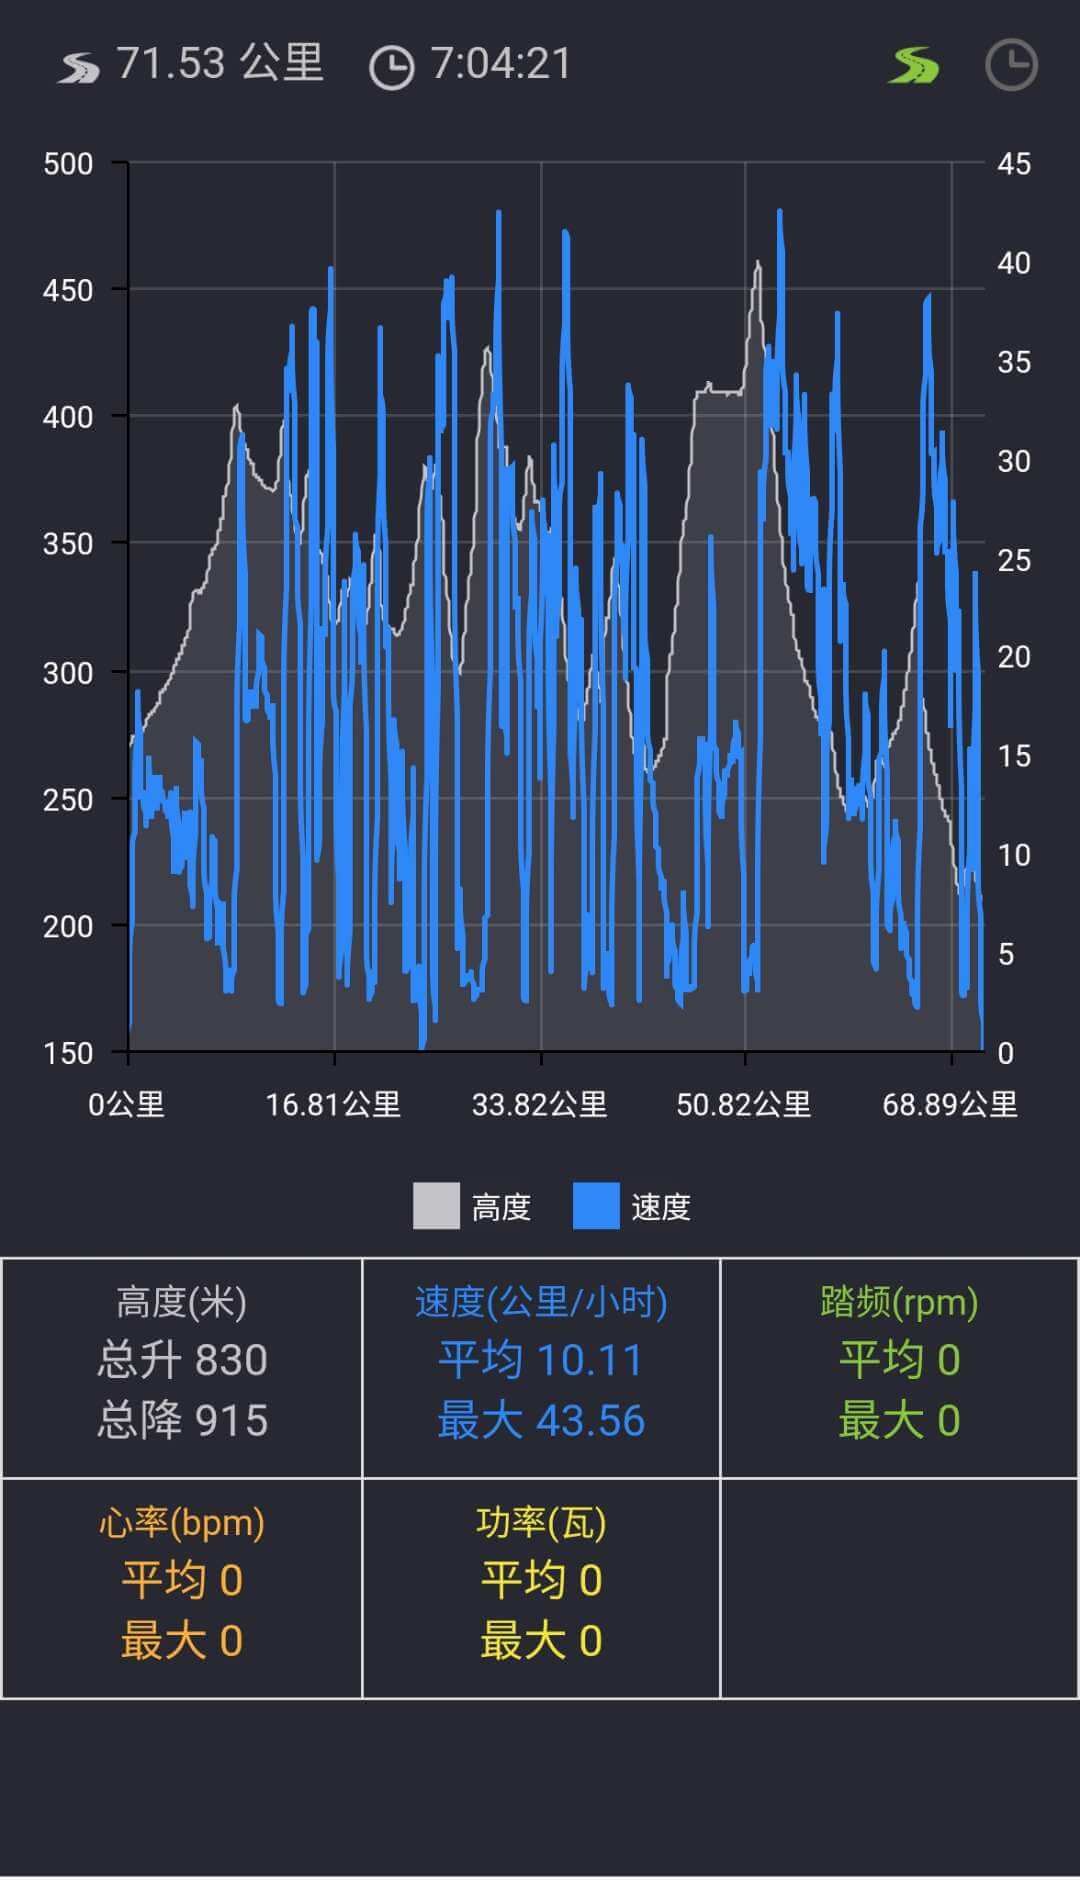 71.53 公里 7:04:21
500 45
40
450
35
400
30
350
25
300 20
15
250
10
200
5
150 0
0公里 16.81公里 33.82公里 50.82公里 68.89公里
高度 速度
高度(米) 速度(公里/小时) 踏频(rpm)
总升 830 平均 10.11 平均 0
总降 915 最大 43.56 最大 0
心率(bpm) 功率(瓦)
平均 0 平均 0
最大 0 最大 0